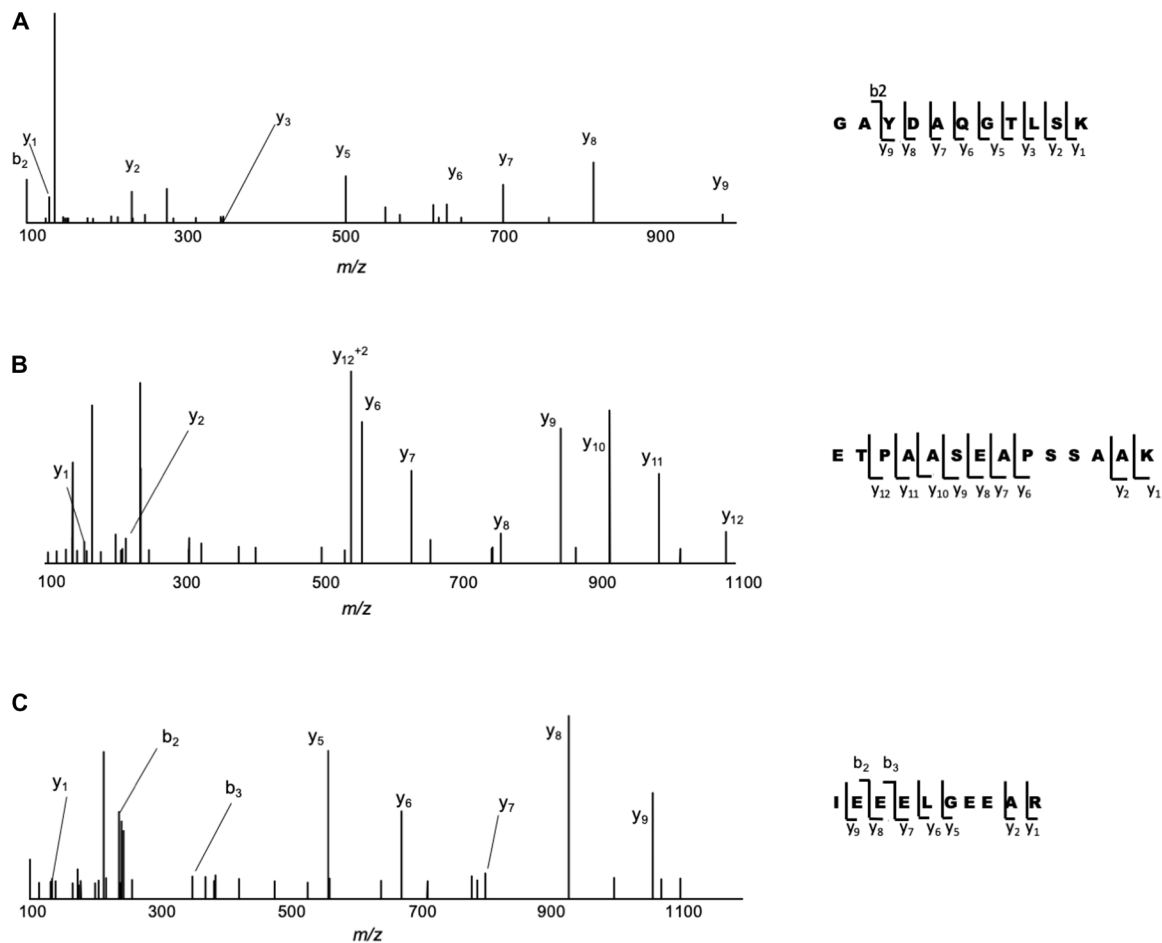 A
y₁
b₂
y₂
y₃
y₅
y₆
y₇
y₈
y₉
100 300 500 700 900
m/z
b2
G A Y D A Q G T L S K
y₉ y₈ y₇ y₆ y₅ y₃ y₂ y₁
B
y₁
y₂
y₁₂⁺²
y₆
y₇
y₈
y₉
y₁₀
y₁₁
y₁₂
100 300 500 700 900 1100
m/z
E T P A A S E A P S S A A K
y₁₂ y₁₁ y₁₀ y₉ y₈ y₇ y₆ y₂ y₁
C
y₁
b₂
b₃
y₅
y₆
y₇
y₈
y₉
100 300 500 700 900 1100
m/z
b₂ b₃
I E E E L G E E A R
y₉ y₈ y₇ y₆ y₅ y₂ y₁